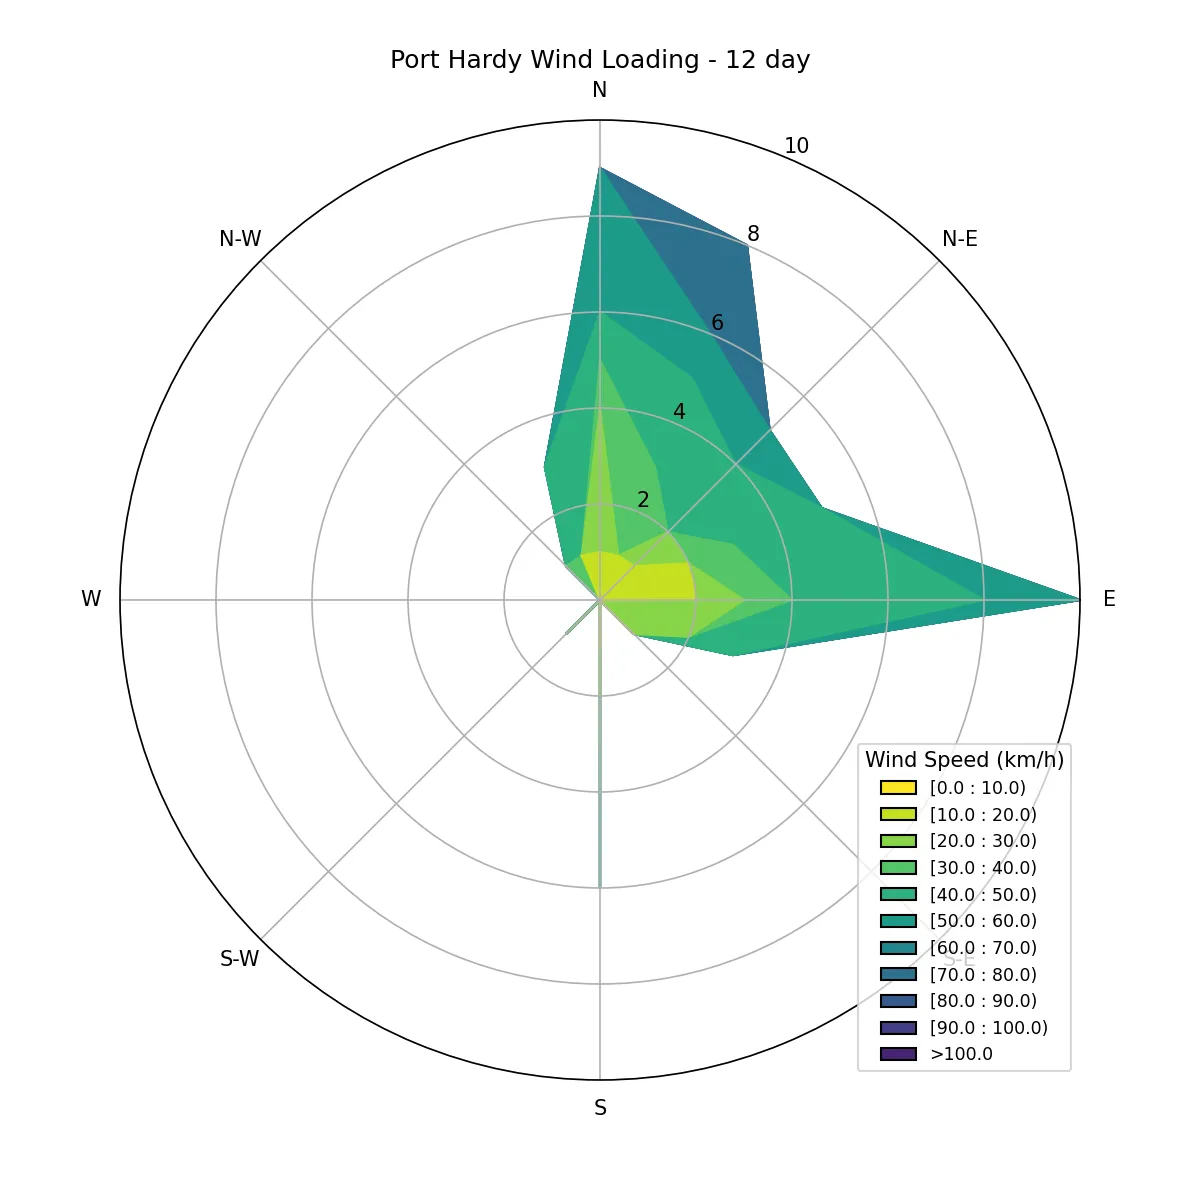 Port Hardy Wind Loading - 12 day
N
10
N-W
8
N-E
6
4
2
W
E
Wind Speed (km/h)
[0.0 : 10.0)
[10.0 : 20.0)
[20.0 : 30.0)
[30.0 : 40.0)
[40.0 : 50.0)
[50.0 : 60.0)
[60.0 : 70.0)
[70.0 : 80.0)
[80.0 : 90.0)
[90.0 : 100.0)
>100.0
S-W
S-E
S